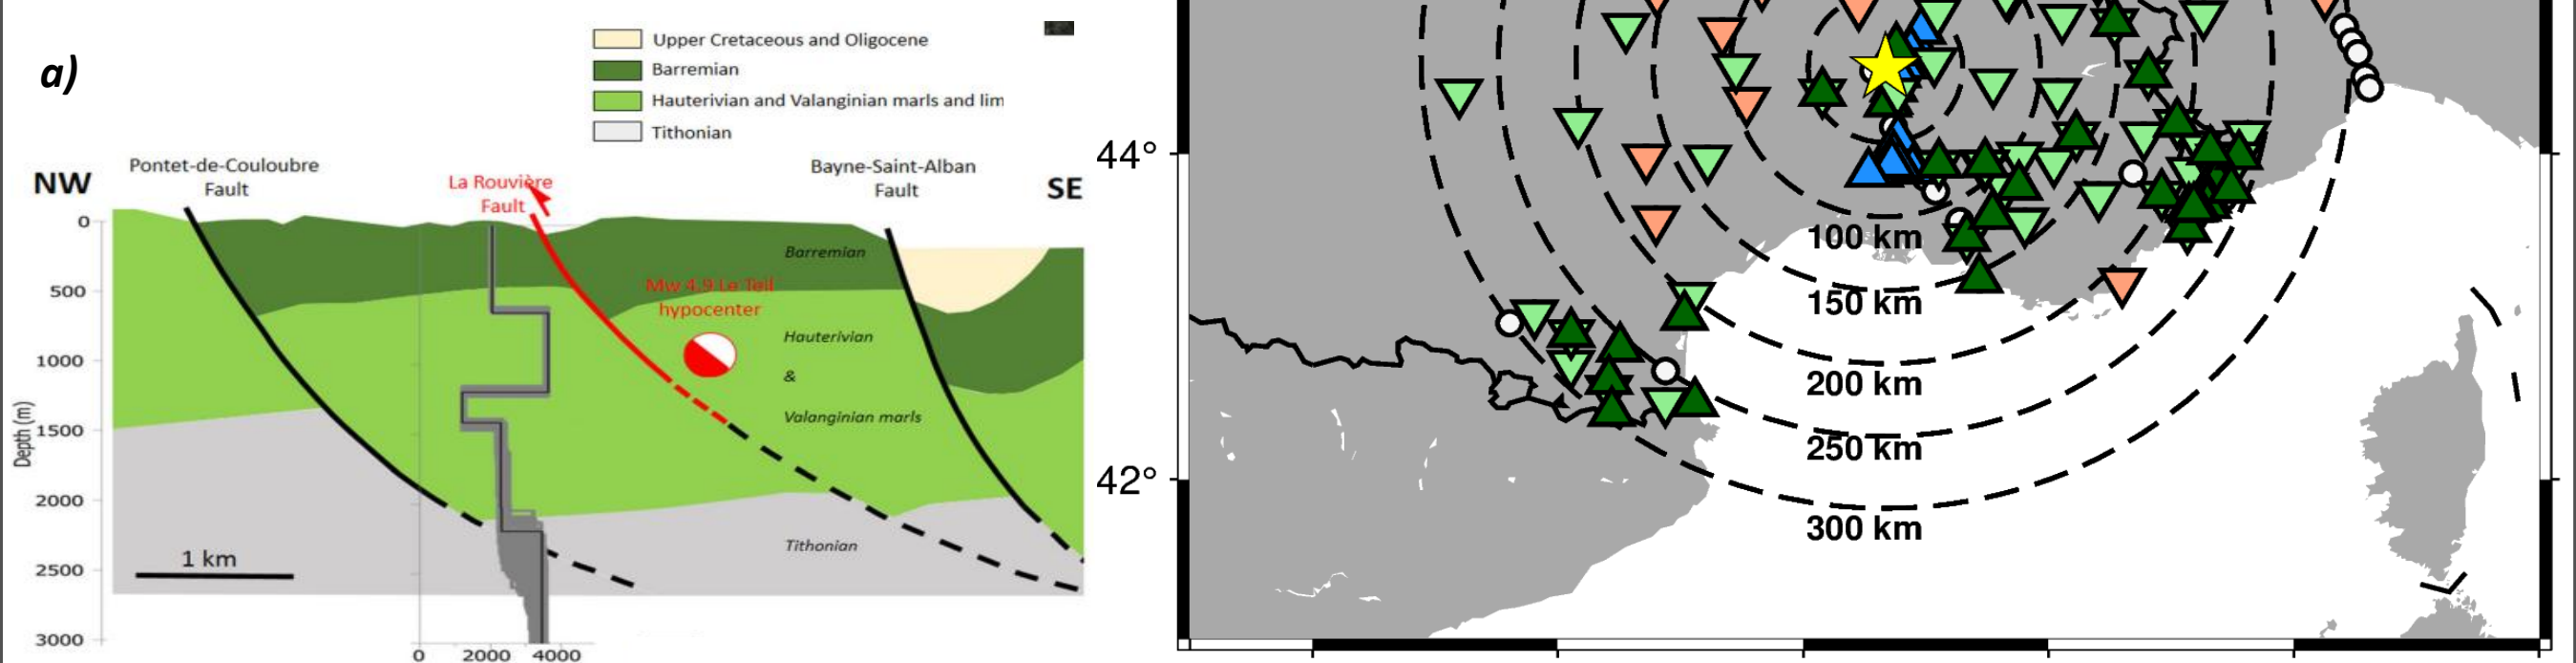 a)
Upper Cretaceous and Oligocene
Barremian
Hauterivian and Valanginian marls and lim
Tithonian
NW
Pontet-de-Couloubre
Fault
La Rouvière
Fault
Bayne-Saint-Alban
Fault
SE
0
500
1000
1500
2000
2500
3000
Depth (m)
Barremian
Mw 4.9 Le Teil
hypocenter
Hauterivian
&
Valanginian marls
Tithonian
1 km
0 2000 4000
44°
42°
100 km
150 km
200 km
250 km
300 km